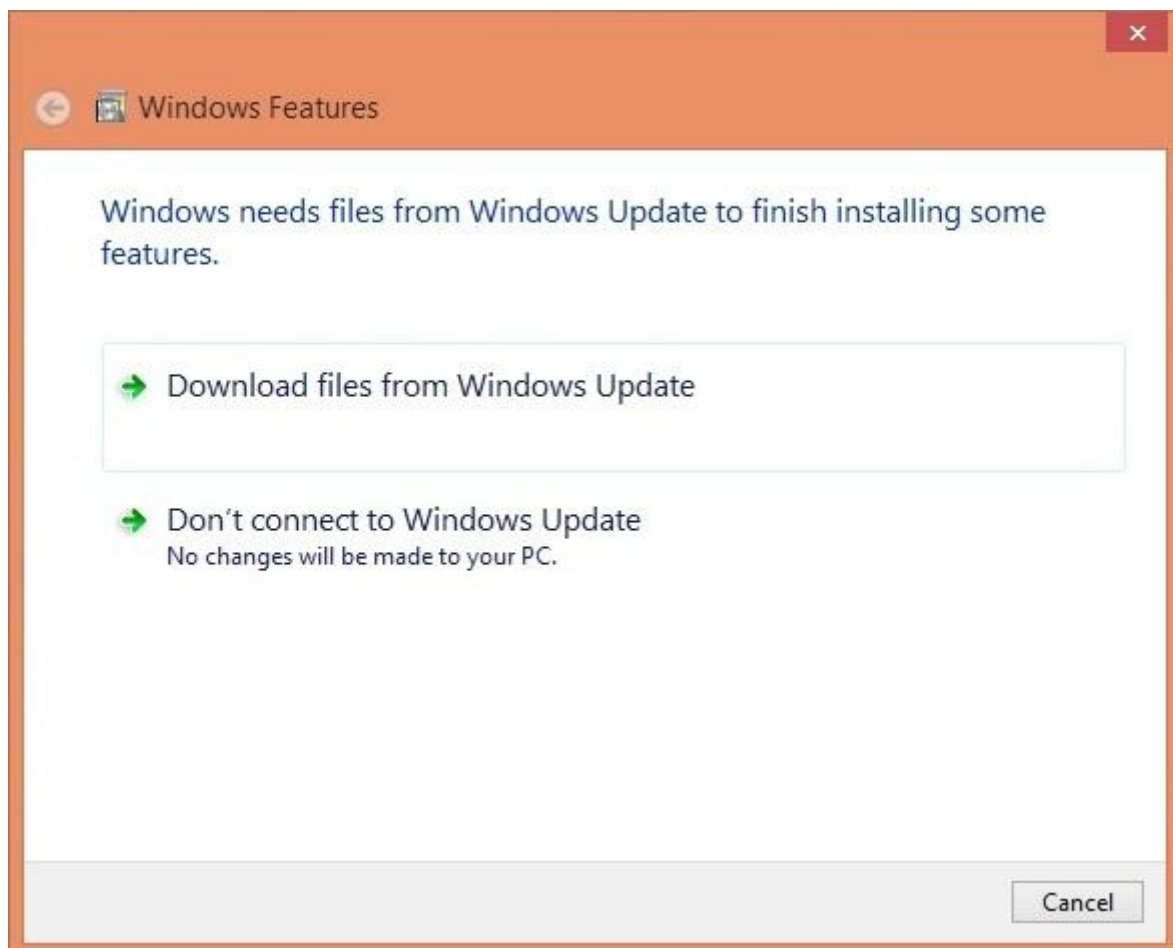 Windows Features
Windows needs files from Windows Update to finish installing some
features.
Download files from Windows Update
Don't connect to Windows Update
No changes will be made to your PC.
Cancel